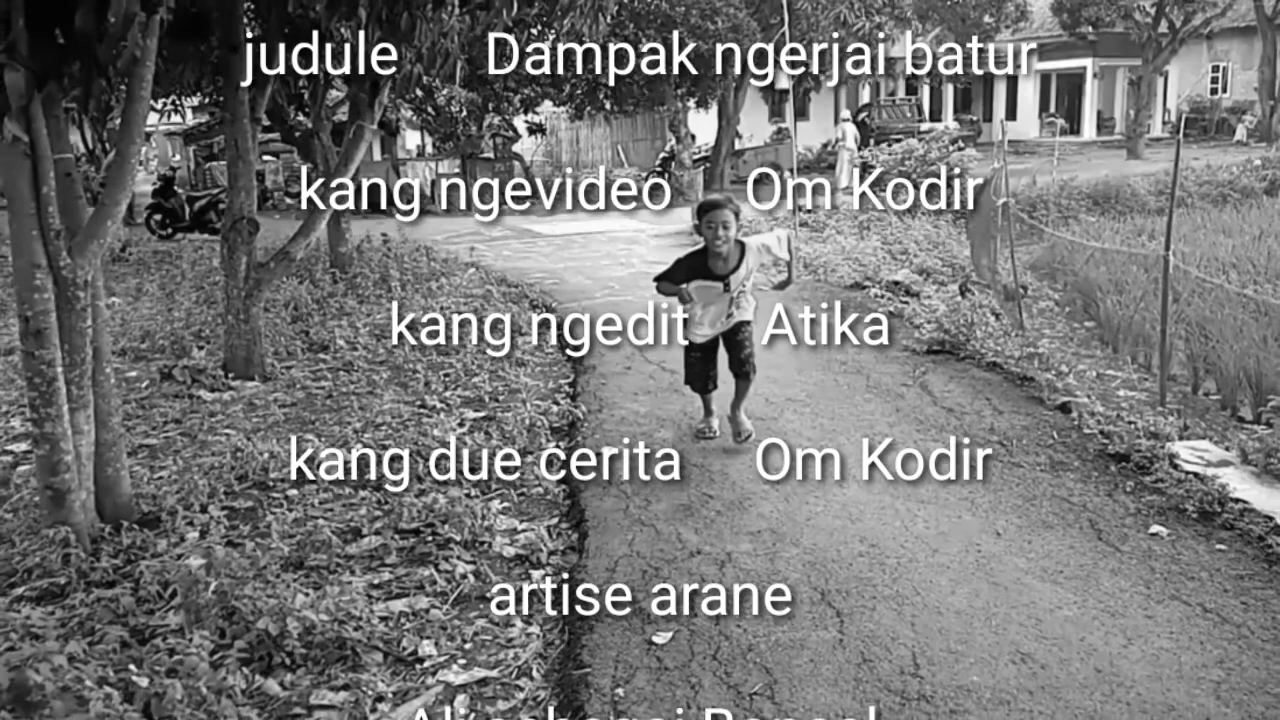 judule Dampak ngerjai batur
kang ngevideo Om Kodir
kang ngedit Atika
kang due cerita Om Kodir
artise arane